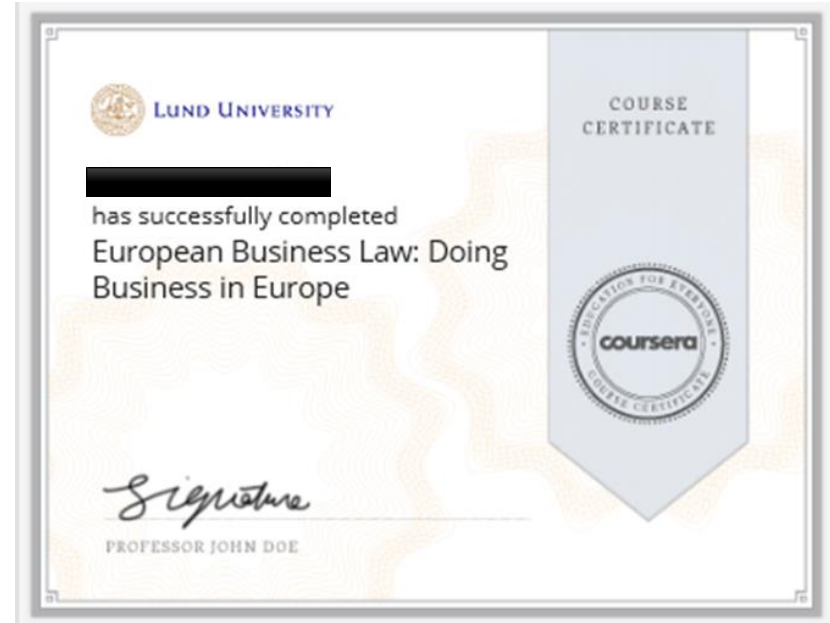 LUND UNIVERSITY
COURSE
CERTIFICATE
has successfully completed
European Business Law: Doing
Business in Europe
EDUCATION FOR EVERYONE
coursera
COURSE CERTIFICATE
Signature
PROFESSOR JOHN DOE